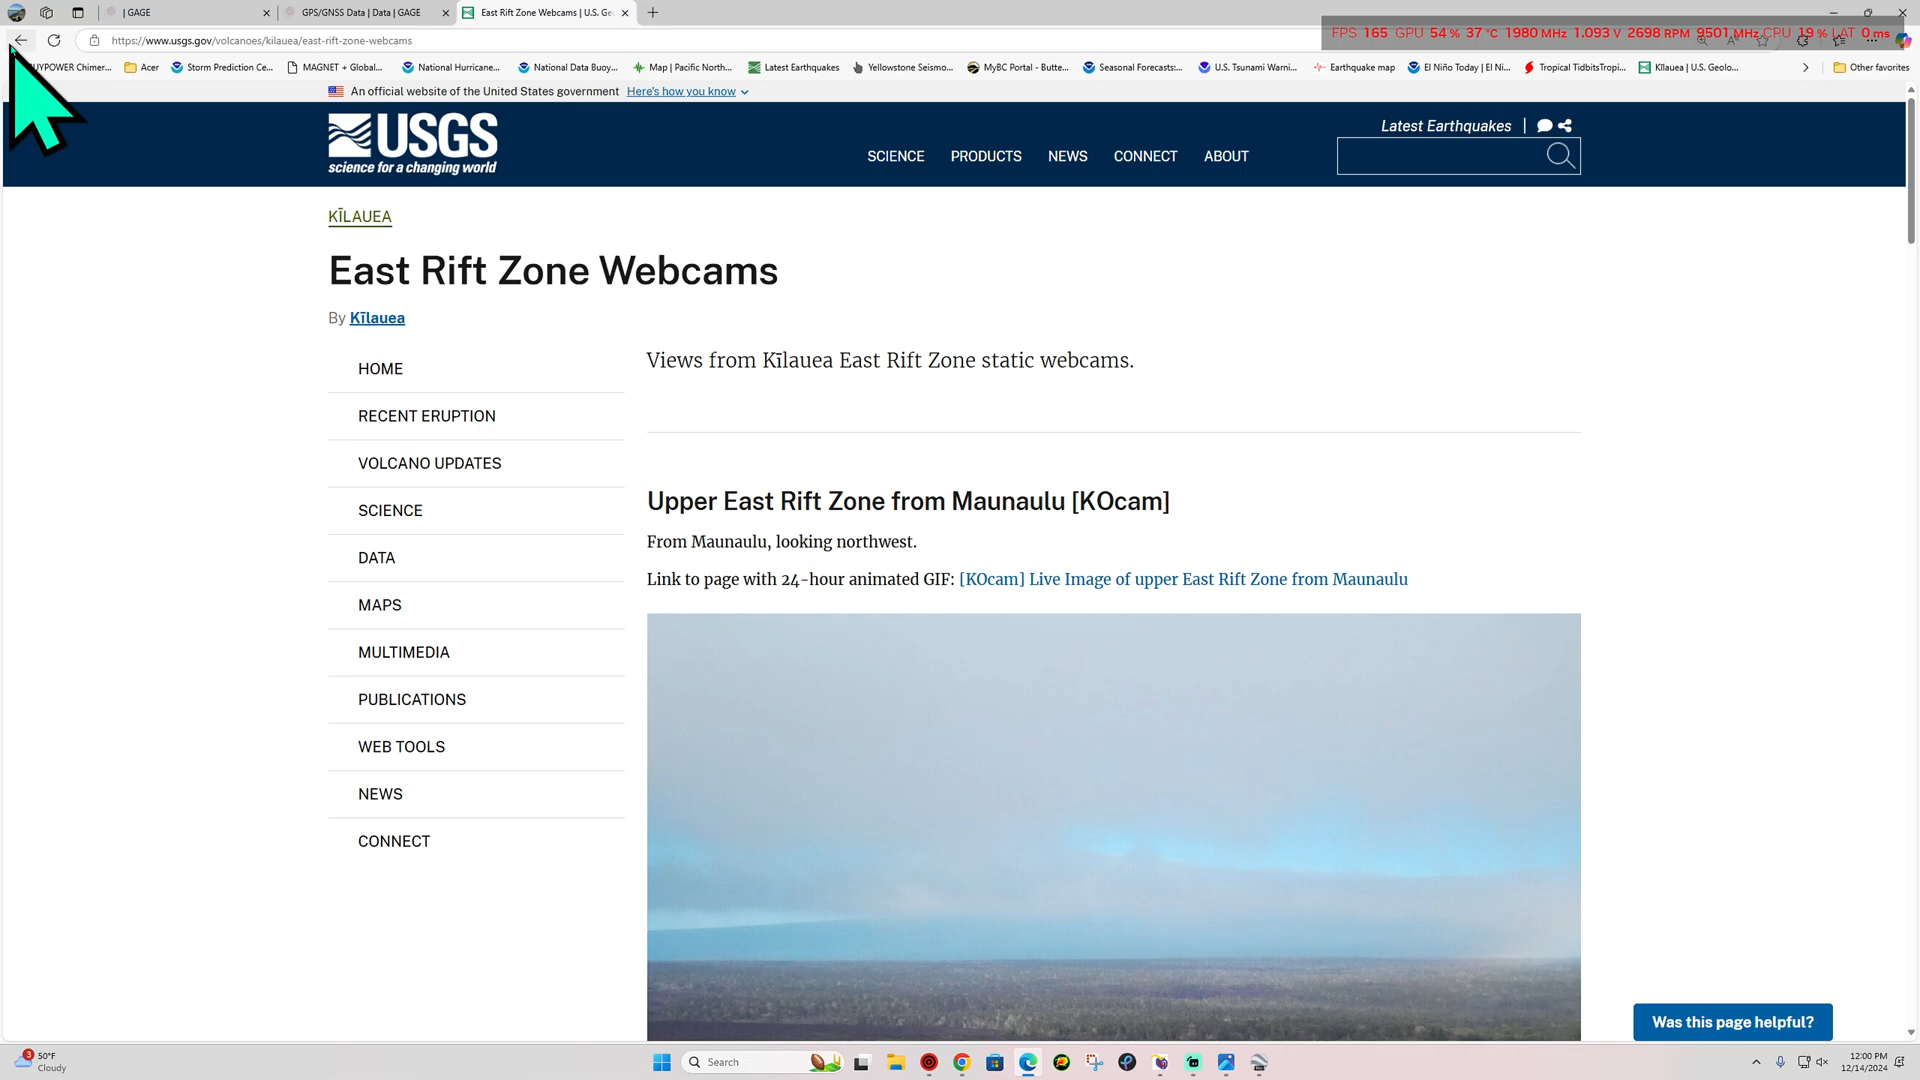 | GAGE
GPS/GNSS Data | Data | GAGE
East Rift Zone Webcams | U.S. Ge
https://www.usgs.gov/volcanoes/kilauea/east-rift-zone-webcams
FPS 165 GPU 54 % 37 °C 1980 MHz 1.093 V 2698 RPM 9501 MHz CPU 19 % LAT 0 ms
UYPOWER Chimer...
Acer
Storm Prediction Ce...
MAGNET + Global...
National Hurricane...
National Data Buoy...
Map | Pacific North...
Latest Earthquakes
Yellowstone Seismo...
MyBC Portal - Butte...
Seasonal Forecasts:...
U.S. Tsunami Warni...
Earthquake map
El Niño Today | El Ni...
Tropical TidbitsTropi...
Kīlauea | U.S. Geolo...
Other favorites
An official website of the United States government Here's how you know
USGS
science for a changing world
Latest Earthquakes |
SCIENCE PRODUCTS NEWS CONNECT ABOUT
KĪLAUEA
East Rift Zone Webcams
By Kīlauea
HOME
RECENT ERUPTION
VOLCANO UPDATES
SCIENCE
DATA
MAPS
MULTIMEDIA
PUBLICATIONS
WEB TOOLS
NEWS
CONNECT
Views from Kīlauea East Rift Zone static webcams.
Upper East Rift Zone from Maunaulu [KOcam]
From Maunaulu, looking northwest.
Link to page with 24-hour animated GIF: [KOcam] Live Image of upper East Rift Zone from Maunaulu
Was this page helpful?
3
50°F
Cloudy
Search
12:00 PM
12/14/2024